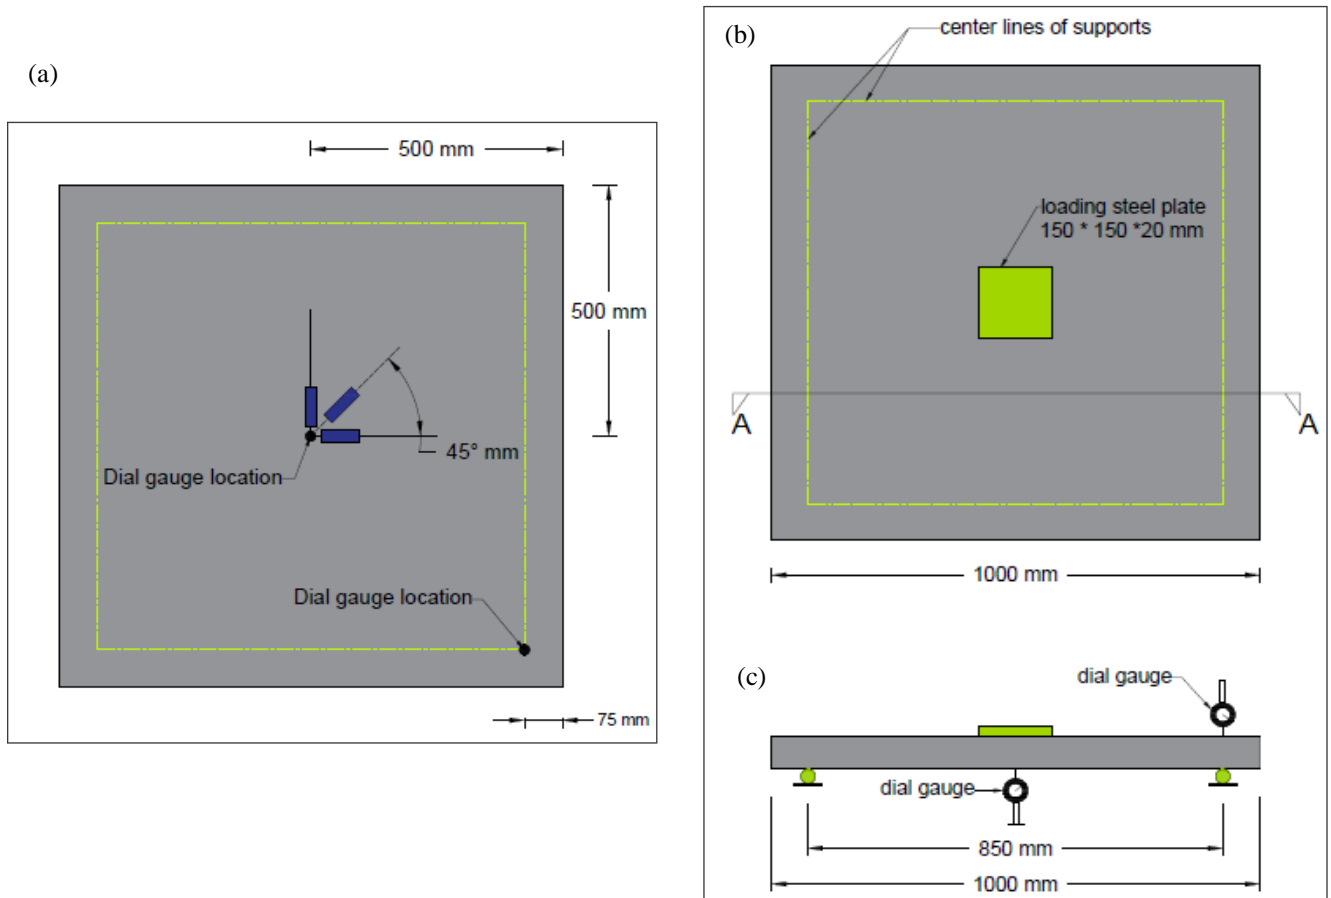 (a)
500 mm
500 mm
45° mm
Dial gauge location
Dial gauge location
75 mm
(b)
center lines of supports
loading steel plate
150 * 150 *20 mm
A
A
1000 mm
(c)
dial gauge
dial gauge
850 mm
1000 mm